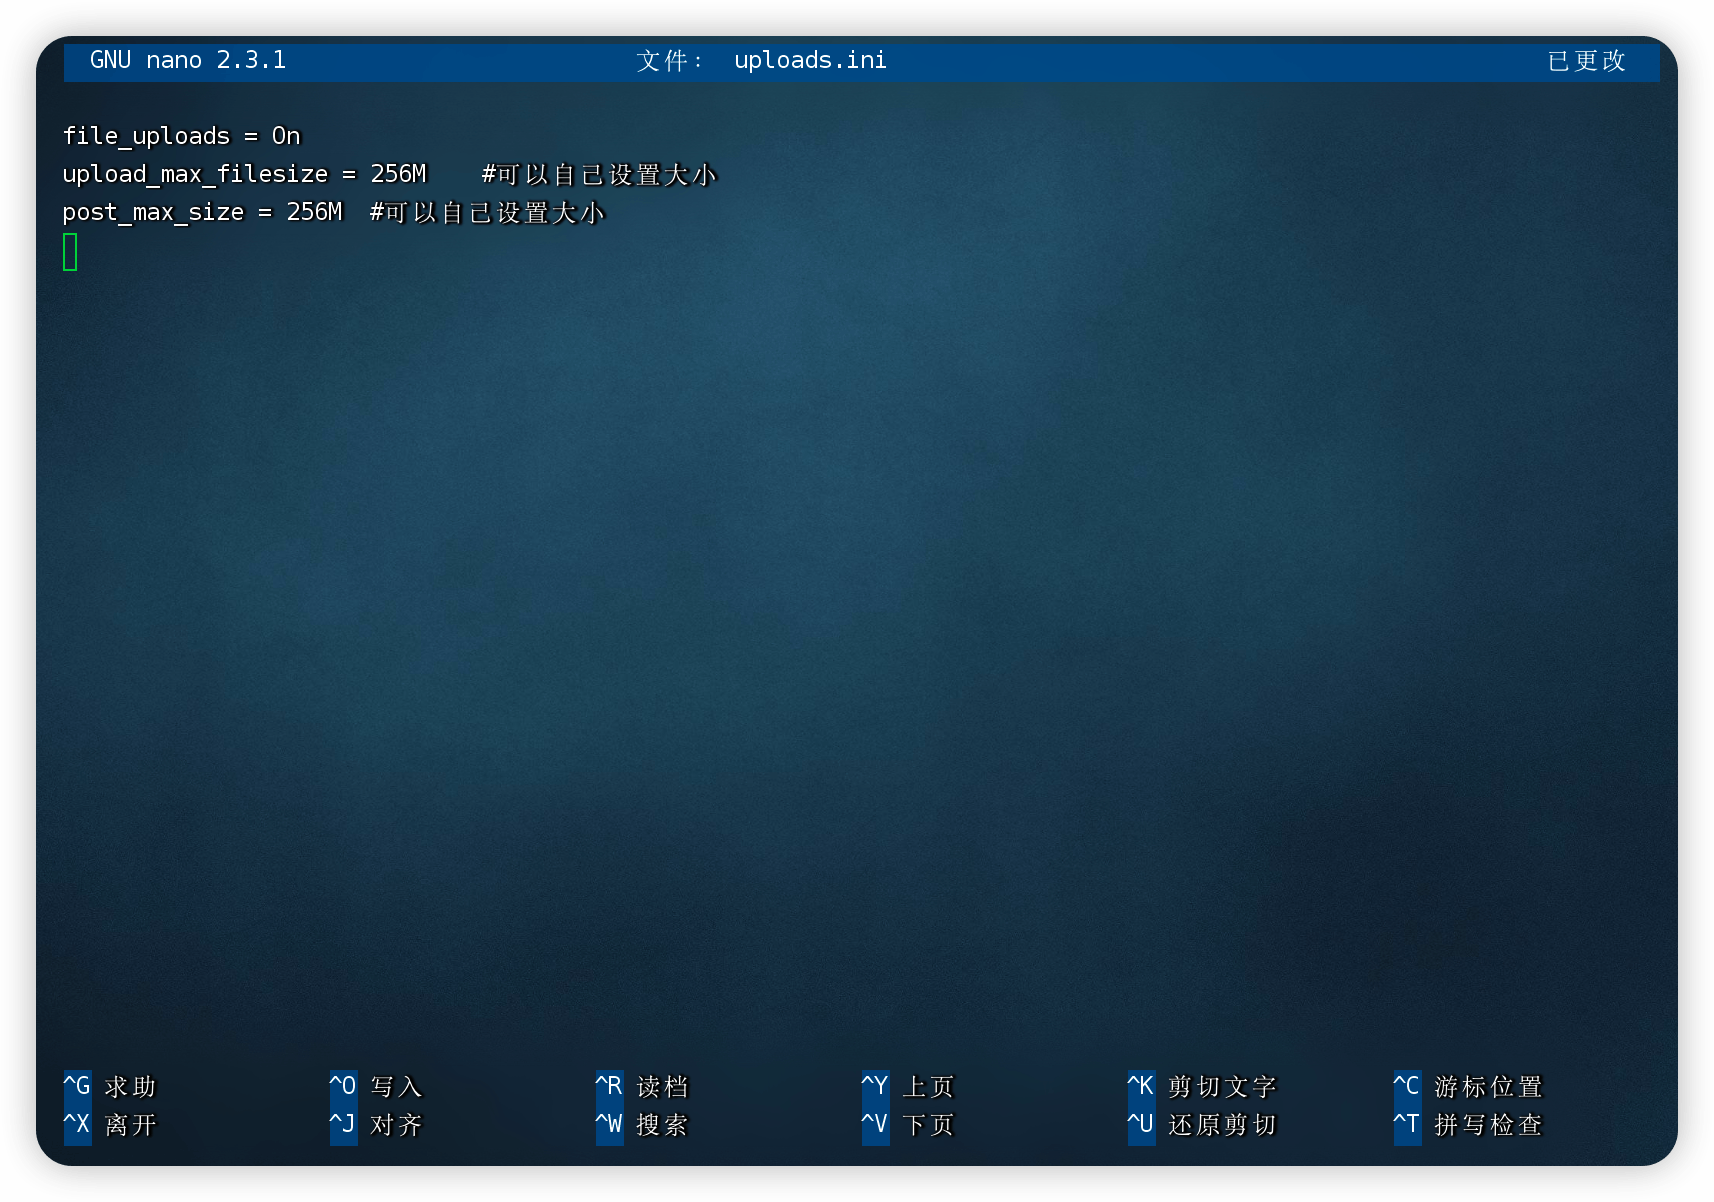 GNU nano 2.3.1 文件： uploads.ini 已更改
file_uploads = On
upload_max_filesize = 256M    #可以自己设置大小
post_max_size = 256M  #可以自己设置大小
^G 求助 ^O 写入 ^R 读档 ^Y 上页 ^K 剪切文字 ^C 游标位置
^X 离开 ^J 对齐 ^W 搜索 ^V 下页 ^U 还原剪切 ^T 拼写检查